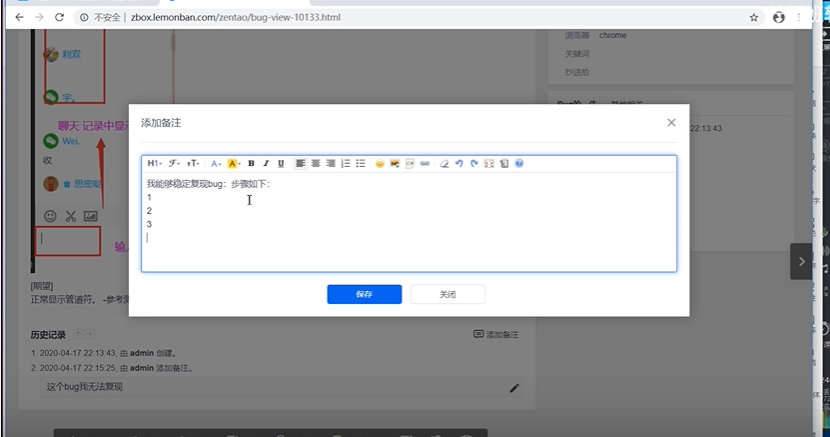 不安全 | zbox.lemonban.com/zentao/bug-view-10133.html
浏览器 chrome
关键词
抄送给
利双
宇。
聊天 记录中显示
Wei.
收
22:13:43
添加备注
H1 T
A A B I U
我能够稳定复现bug：步骤如下：
1
2
3
输入
保存 关闭
[期望]
正常显示管道符。 -参考
历史记录
添加备注
1. 2020-04-17 22:13:43, 由 admin 创建。
2. 2020-04-17 22:15:25, 由 admin 添加备注。
这个bug我无法复现